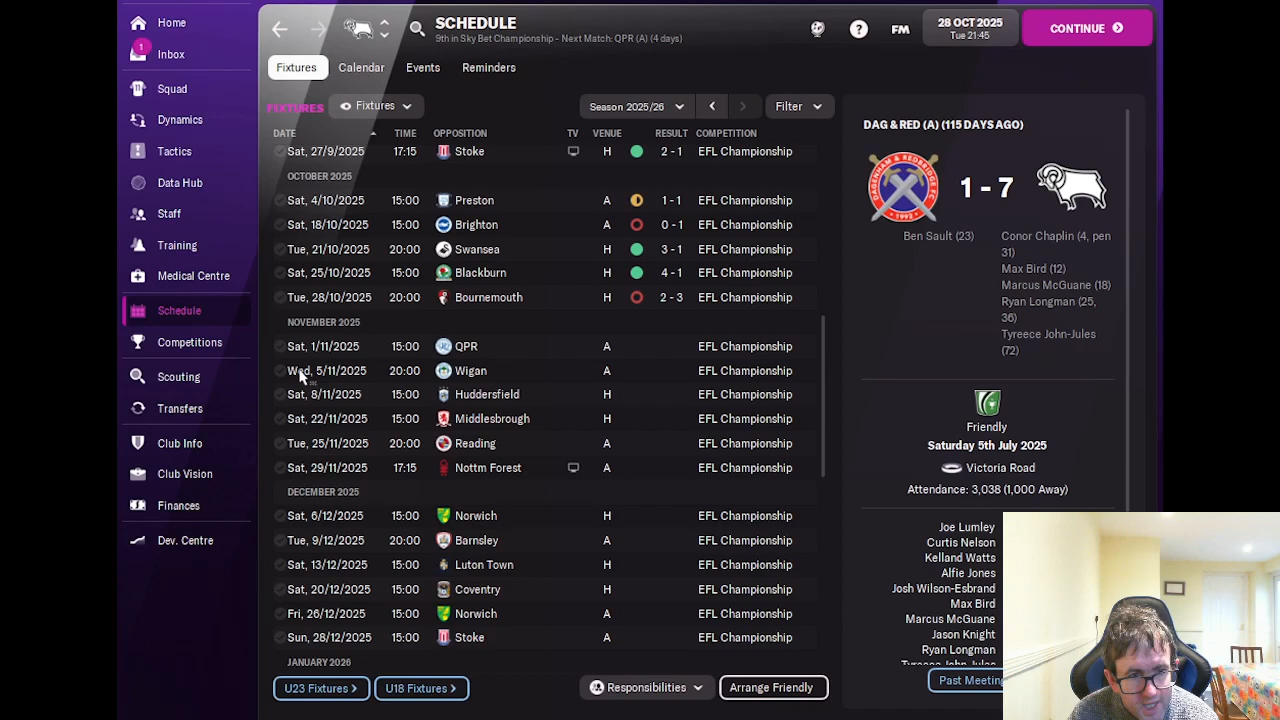 Home
1
Inbox
Squad
Dynamics
Tactics
Data Hub
Staff
Training
Medical Centre
Schedule
Competitions
Scouting
Transfers
Club Info
Club Vision
Finances
Dev. Centre
SCHEDULE
9th in Sky Bet Championship - Next Match: QPR (A) (4 days)
?
FM
28 OCT 2025
Tue 21:45
CONTINUE
Fixtures Calendar Events Reminders
FIXTURES Fixtures Season 2025/26 Filter
DATE TIME OPPOSITION TV VENUE RESULT COMPETITION
Sat, 27/9/2025 17:15 Stoke H 2 - 1 EFL Championship
OCTOBER 2025
Sat, 4/10/2025 15:00 Preston A 1 - 1 EFL Championship
Sat, 18/10/2025 15:00 Brighton A 0 - 1 EFL Championship
Tue, 21/10/2025 20:00 Swansea H 3 - 1 EFL Championship
Sat, 25/10/2025 15:00 Blackburn H 4 - 1 EFL Championship
Tue, 28/10/2025 20:00 Bournemouth H 2 - 3 EFL Championship
NOVEMBER 2025
Sat, 1/11/2025 15:00 QPR A EFL Championship
Wed, 5/11/2025 20:00 Wigan A EFL Championship
Sat, 8/11/2025 15:00 Huddersfield H EFL Championship
Sat, 22/11/2025 15:00 Middlesbrough H EFL Championship
Tue, 25/11/2025 20:00 Reading A EFL Championship
Sat, 29/11/2025 17:15 Nottm Forest A EFL Championship
DECEMBER 2025
Sat, 6/12/2025 15:00 Norwich H EFL Championship
Tue, 9/12/2025 20:00 Barnsley A EFL Championship
Sat, 13/12/2025 15:00 Luton Town H EFL Championship
Sat, 20/12/2025 15:00 Coventry H EFL Championship
Fri, 26/12/2025 15:00 Norwich A EFL Championship
Sun, 28/12/2025 15:00 Stoke A EFL Championship
JANUARY 2026
U23 Fixtures > U18 Fixtures > Responsibilities Arrange Friendly
DAG & RED (A) (115 DAYS AGO)
1 - 7
Ben Sault (23)
Conor Chaplin (4, pen
31)
Max Bird (12)
Marcus McGuane (18)
Ryan Longman (25,
36)
Tyreece John-Jules
(72)
Friendly
Saturday 5th July 2025
Victoria Road
Attendance: 3,038 (1,000 Away)
Joe Lumley
Curtis Nelson
Kelland Watts
Alfie Jones
Josh Wilson-Esbrand
Max Bird
Marcus McGuane
Jason Knight
Ryan Longman
Tyreece John-Jules
Past Meetin